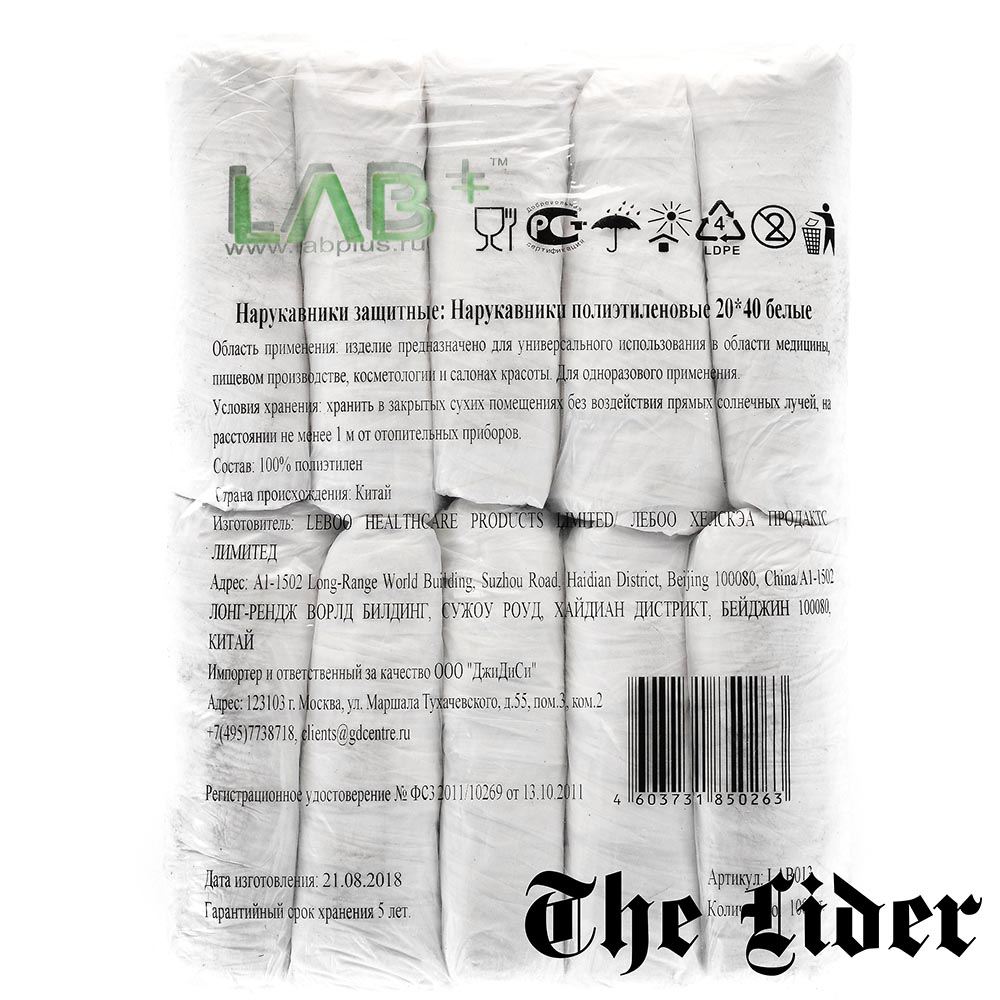 LAB+™
www.labplus.ru
Добровольная
РСТ
сертификация
4
LDPE
2
Нарукавники защитные: Нарукавники полиэтиленовые 20*40 белые
Область применения: изделие предназначено для универсального использования в области медицины,
пищевом производстве, косметологии и салонах красоты. Для одноразового применения.
Условия хранения: хранить в закрытых сухих помещениях без воздействия прямых солнечных лучей, на
расстоянии не менее 1 м от отопительных приборов.
Состав: 100% полиэтилен
Страна происхождения: Китай
Изготовитель: LEBOO HEALTHCARE PRODUCTS LIMITED/ ЛЕБОО ХЕЛСКЭА ПРОДАКТС
ЛИМИТЕД
Адрес: A1-1502 Long-Range World Building, Suzhou Road, Haidian District, Beijing 100080, China/A1-1502
ЛОНГ-РЕНДЖ ВОРЛД БИЛДИНГ, СУЖОУ РОУД, ХАЙДИАН ДИСТРИКТ, БЕЙДЖИН 100080,
КИТАЙ
Импортер и ответственный за качество ООО "ДжиДиСи"
Адрес: 123103 г. Москва, ул. Маршала Тухачевского, д.55, пом.3, ком.2
+7(495)7738718, clients@gdcentre.ru
4 603731 850263
Регистрационное удостоверение № ФСЗ 2011/10269 от 13.10.2011
Дата изготовления: 21.08.2018
Артикул:
Гарантийный срок хранения 5 лет.
The Lider